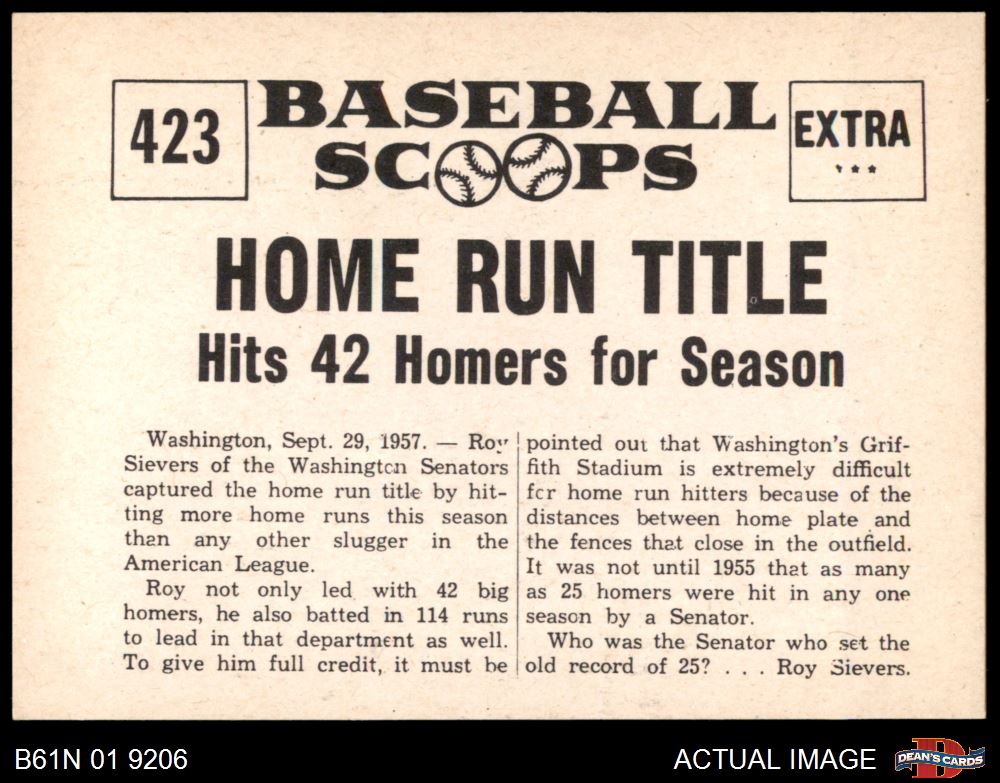 423
BASEBALL
SCOOPS
EXTRA
* * *
HOME RUN TITLE
Hits 42 Homers for Season
Washington, Sept. 29, 1957. — Roy
Sievers of the Washington Senators
captured the home run title by hit-
ting more home runs this season
than any other slugger in the
American League.
Roy not only led with 42 big
homers, he also batted in 114 runs
to lead in that department as well.
To give him full credit, it must be
pointed out that Washington's Grif-
fith Stadium is extremely difficult
for home run hitters because of the
distances between home plate and
the fences that close in the outfield.
It was not until 1955 that as many
as 25 homers were hit in any one
season by a Senator.
Who was the Senator who set the
old record of 25? . . . Roy Sievers.
B61N 01 9206
ACTUAL IMAGE
D
DEAN'S CARDS